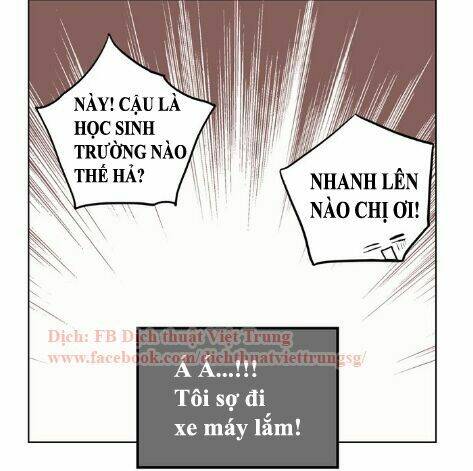 NÀY! CẬU LÀ
HỌC SINH
TRƯỜNG NÀO
THẾ HẢ?
NHANH LÊN
NÀO CHỊ ƠI!
Dịch: FB Dịch thuật Việt Trung
www.facebook.com/dichthuatviettrungsg/
Á Á...!!!
Tôi sợ đi
xe máy lắm!